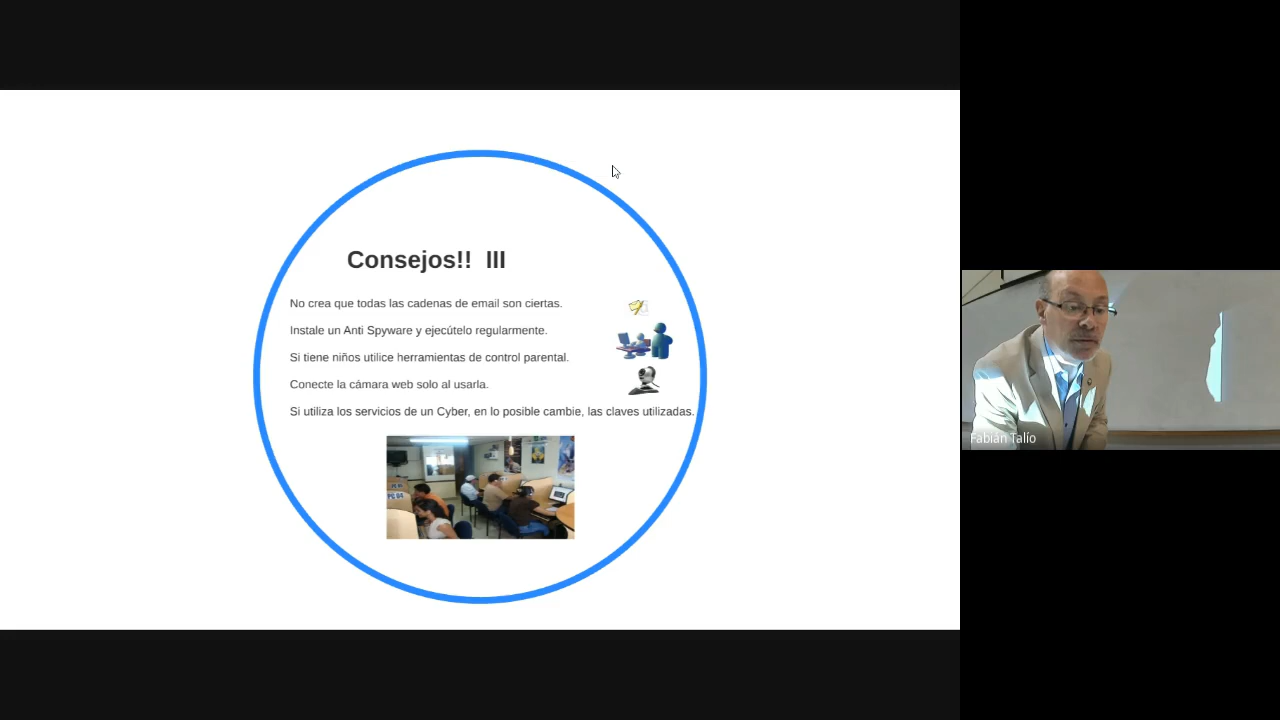 Consejos!! III
No crea que todas las cadenas de email son ciertas.
Instale un Anti Spyware y ejecútelo regularmente.
Si tiene niños utilice herramientas de control parental.
Conecte la cámara web solo al usarla.
Si utiliza los servicios de un Cyber, en lo posible cambie, las claves utilizadas.
Fabián Talío